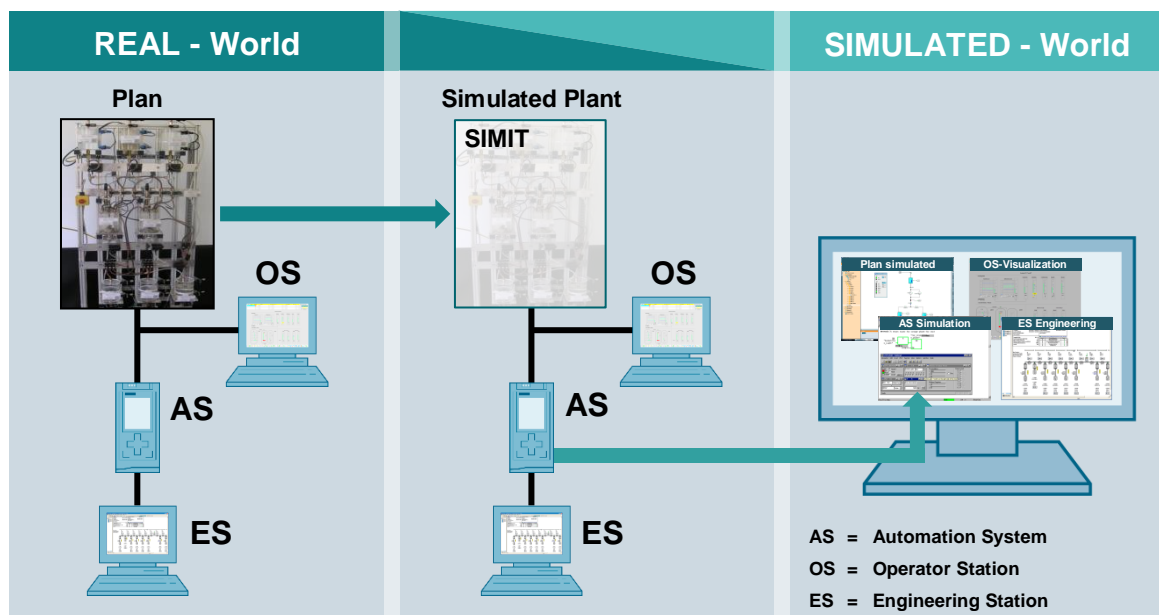 REAL - World
SIMULATED - World
Plan
Simulated Plant
SIMIT
OS
OS
AS
AS
ES
ES
Plan simulated
OS-Visualization
AS Simulation
ES Engineering
AS = Automation System
OS = Operator Station
ES = Engineering Station